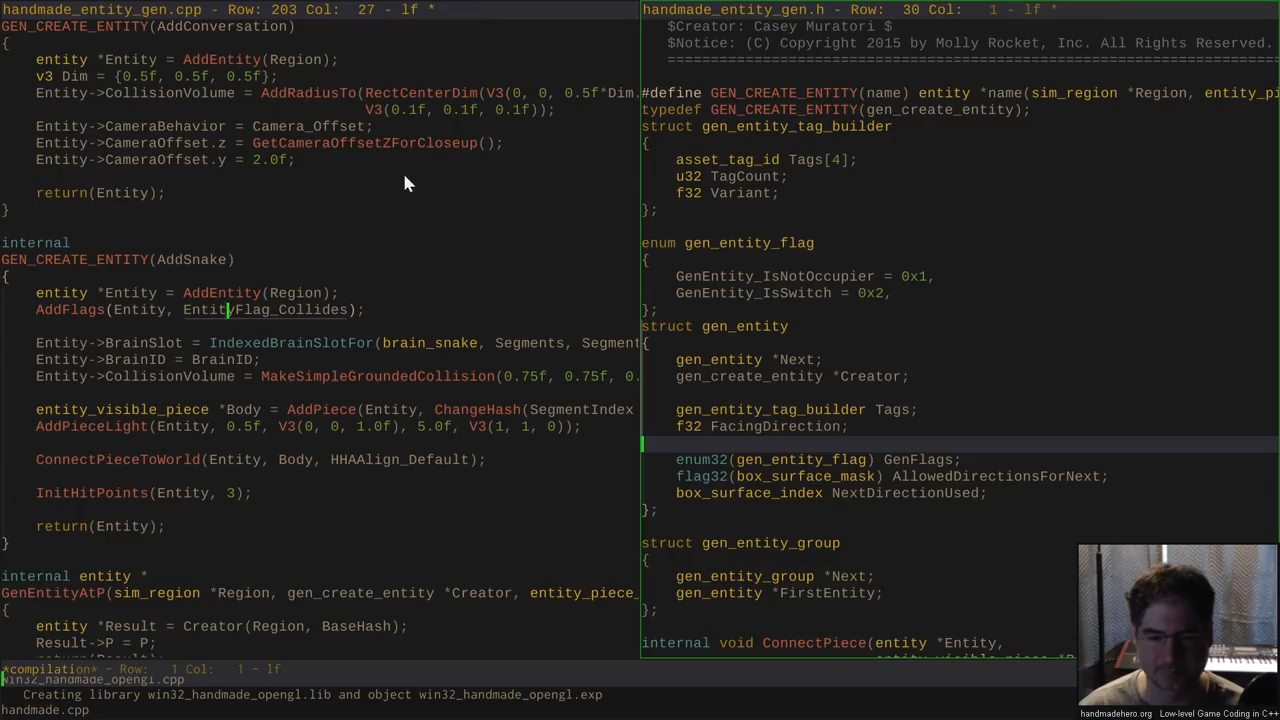 handmade_entity_gen.cpp - Row: 203 Col:  27 - lf *
GEN_CREATE_ENTITY(AddConversation)
{
    entity *Entity = AddEntity(Region);
    v3 Dim = {0.5f, 0.5f, 0.5f};
    Entity->CollisionVolume = AddRadiusTo(RectCenterDim(V3(0, 0, 0.5f*Dim.
                                          V3(0.1f, 0.1f, 0.1f));
    Entity->CameraBehavior = Camera_Offset;
    Entity->CameraOffset.z = GetCameraOffsetZForCloseup();
    Entity->CameraOffset.y = 2.0f;
    return(Entity);
}
internal
GEN_CREATE_ENTITY(AddSnake)
{
    entity *Entity = AddEntity(Region);
    AddFlags(Entity, EntityFlag_Collides);
    Entity->BrainSlot = IndexedBrainSlotFor(brain_snake, Segments, Segment
    Entity->BrainID = BrainID;
    Entity->CollisionVolume = MakeSimpleGroundedCollision(0.75f, 0.75f, 0.
    entity_visible_piece *Body = AddPiece(Entity, ChangeHash(SegmentIndex
    AddPieceLight(Entity, 0.5f, V3(0, 0, 1.0f), 5.0f, V3(1, 1, 0));
    ConnectPieceToWorld(Entity, Body, HHAAlign_Default);
    InitHitPoints(Entity, 3);
    return(Entity);
}
internal entity *
GenEntityAtP(sim_region *Region, gen_create_entity *Creator, entity_piece_
{
    entity *Result = Creator(Region, BaseHash);
    Result->P = P;
    return(Result);
handmade_entity_gen.h - Row:  30 Col:   1 - lf *
   $Creator: Casey Muratori $
   $Notice: (C) Copyright 2015 by Molly Rocket, Inc. All Rights Reserved.
#define GEN_CREATE_ENTITY(name) entity *name(sim_region *Region, entity_pi
typedef GEN_CREATE_ENTITY(gen_create_entity);
struct gen_entity_tag_builder
{
    asset_tag_id Tags[4];
    u32 TagCount;
    f32 Variant;
};
enum gen_entity_flag
{
    GenEntity_IsNotOccupier = 0x1,
    GenEntity_IsSwitch = 0x2,
};
struct gen_entity
{
    gen_entity *Next;
    gen_create_entity *Creator;
    gen_entity_tag_builder Tags;
    f32 FacingDirection;
    enum32(gen_entity_flag) GenFlags;
    flag32(box_surface_mask) AllowedDirectionsForNext;
    box_surface_index NextDirectionUsed;
};
struct gen_entity_group
{
    gen_entity_group *Next;
    gen_entity *FirstEntity;
};
internal void ConnectPiece(entity *Entity,
*compilation* - Row:   1 Col:   1 - lf
win32_handmade_opengl.cpp
   Creating library win32_handmade_opengl.lib and object win32_handmade_opengl.exp
handmade.cpp
handmadehero.org  Low-level Game Coding in C++